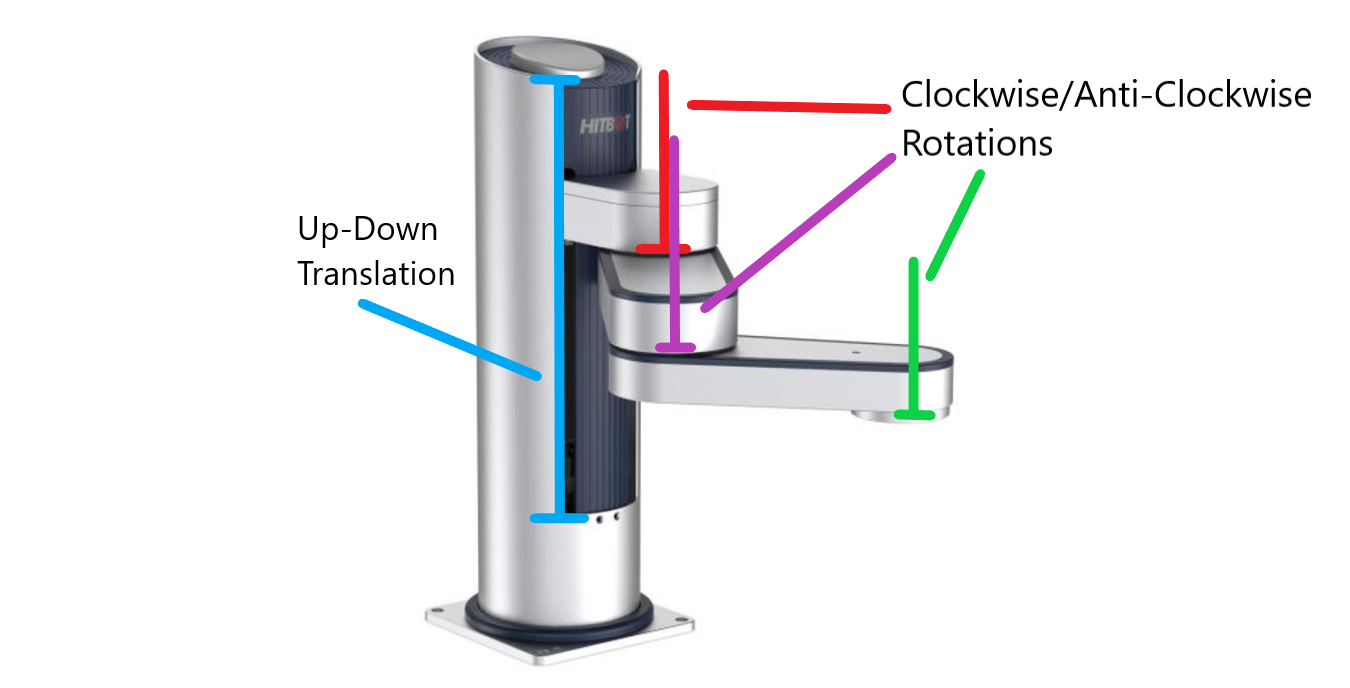 Clockwise/Anti-Clockwise
Rotations
HITBOT
Up-Down
Translation